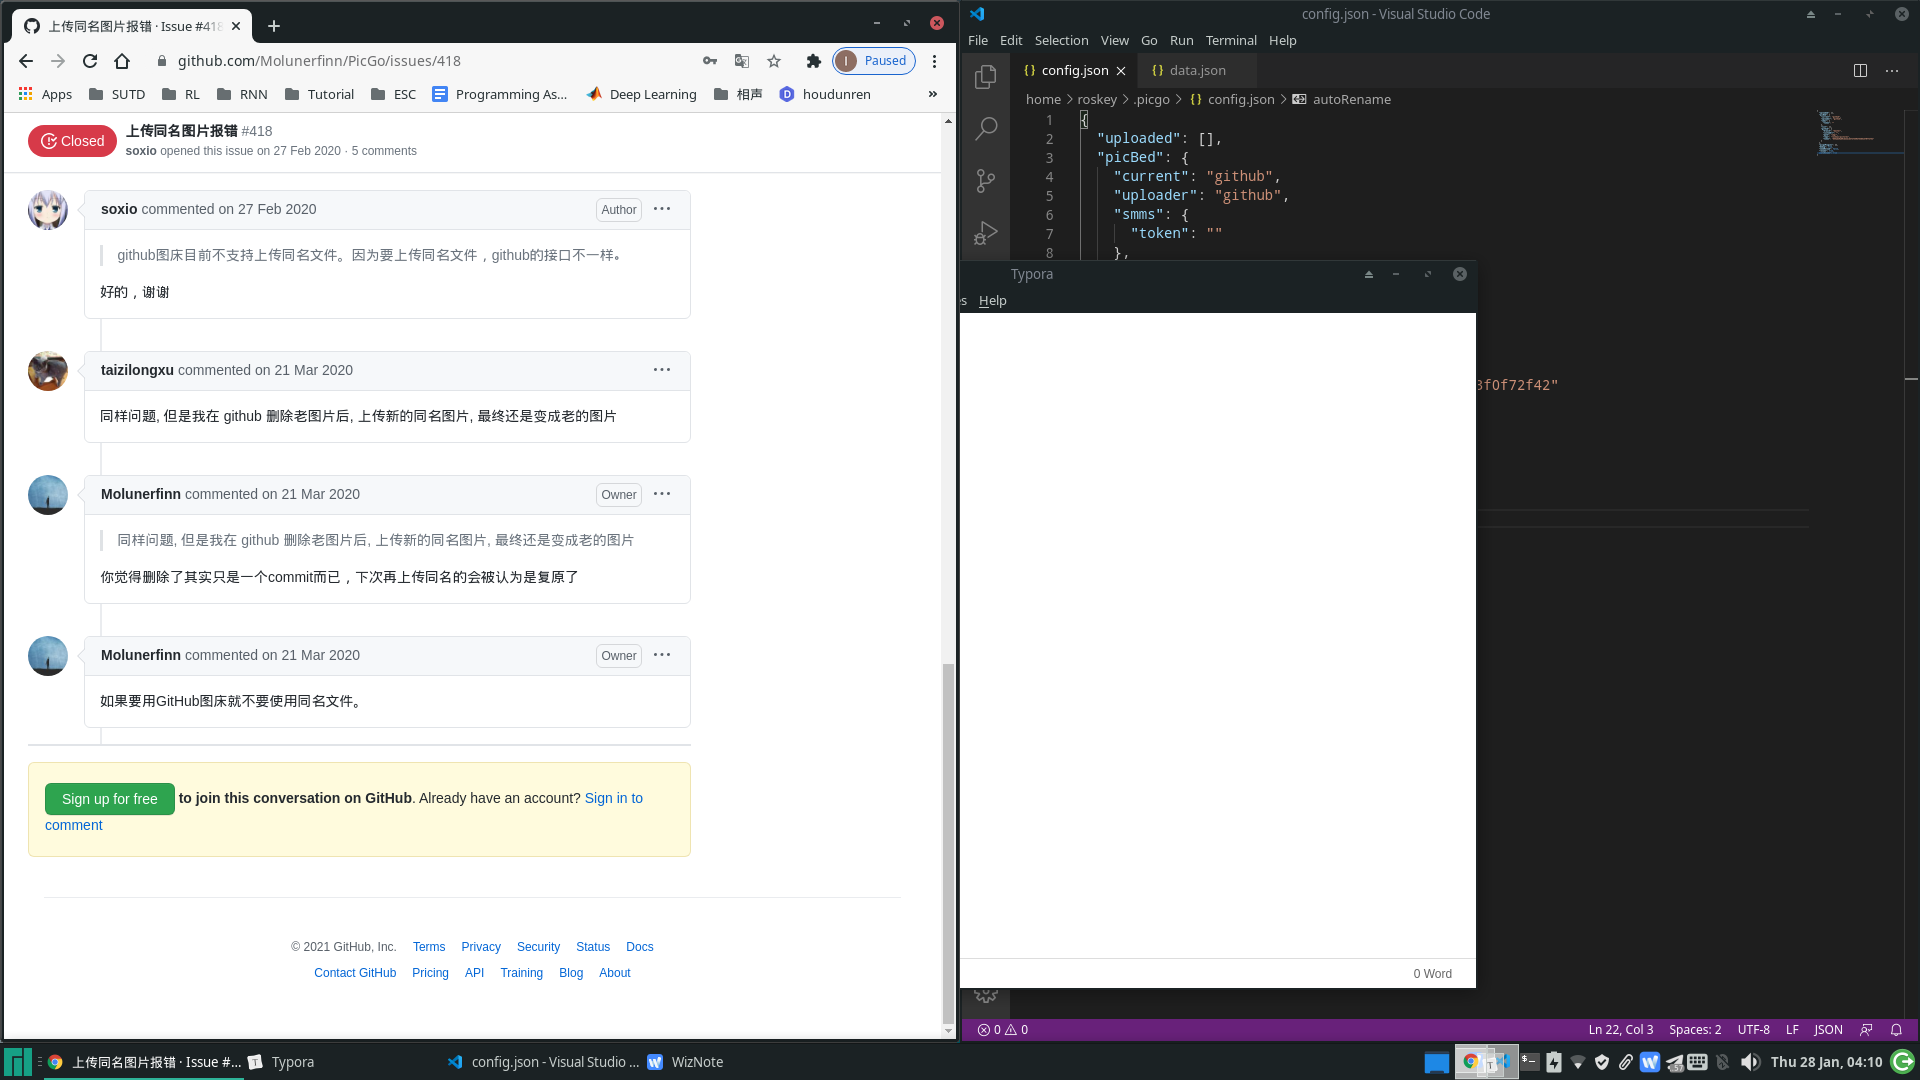 上传同名图片报错 · Issue #418
github.com/Molunerfinn/PicGo/issues/418
Paused
Apps
SUTD
RL
RNN
Tutorial
ESC
Programming As...
Deep Learning
相声
houdunren
»
Closed
上传同名图片报错 #418
soxio opened this issue on 27 Feb 2020 · 5 comments
soxio commented on 27 Feb 2020
Author
github图床目前不支持上传同名文件。因为要上传同名文件，github的接口不一样。
好的，谢谢
taizilongxu commented on 21 Mar 2020
同样问题, 但是我在 github 删除老图片后, 上传新的同名图片, 最终还是变成老的图片
Molunerfinn commented on 21 Mar 2020
Owner
同样问题, 但是我在 github 删除老图片后, 上传新的同名图片, 最终还是变成老的图片
你觉得删除了其实只是一个commit而已，下次再上传同名的会被认为是复原了
Molunerfinn commented on 21 Mar 2020
Owner
如果要用GitHub图床就不要使用同名文件。
Sign up for free to join this conversation on GitHub. Already have an account? Sign in to
comment
© 2021 GitHub, Inc. Terms Privacy Security Status Docs
Contact GitHub Pricing API Training Blog About
config.json - Visual Studio Code
File Edit Selection View Go Run Terminal Help
config.json
data.json
home > roskey > .picgo > {} config.json > autoRename
1 {
2 "uploaded": [],
3 "picBed": {
4 "current": "github",
5 "uploader": "github",
6 "smms": {
7 "token": ""
8 },
Typora
s Help
3f0f72f42"
0 Word
0 0
Ln 22, Col 3
Spaces: 2
UTF-8
LF
JSON
上传同名图片报错 · Issue #...
Typora
config.json - Visual Studio ...
WizNote
57
Thu 28 Jan, 04:10